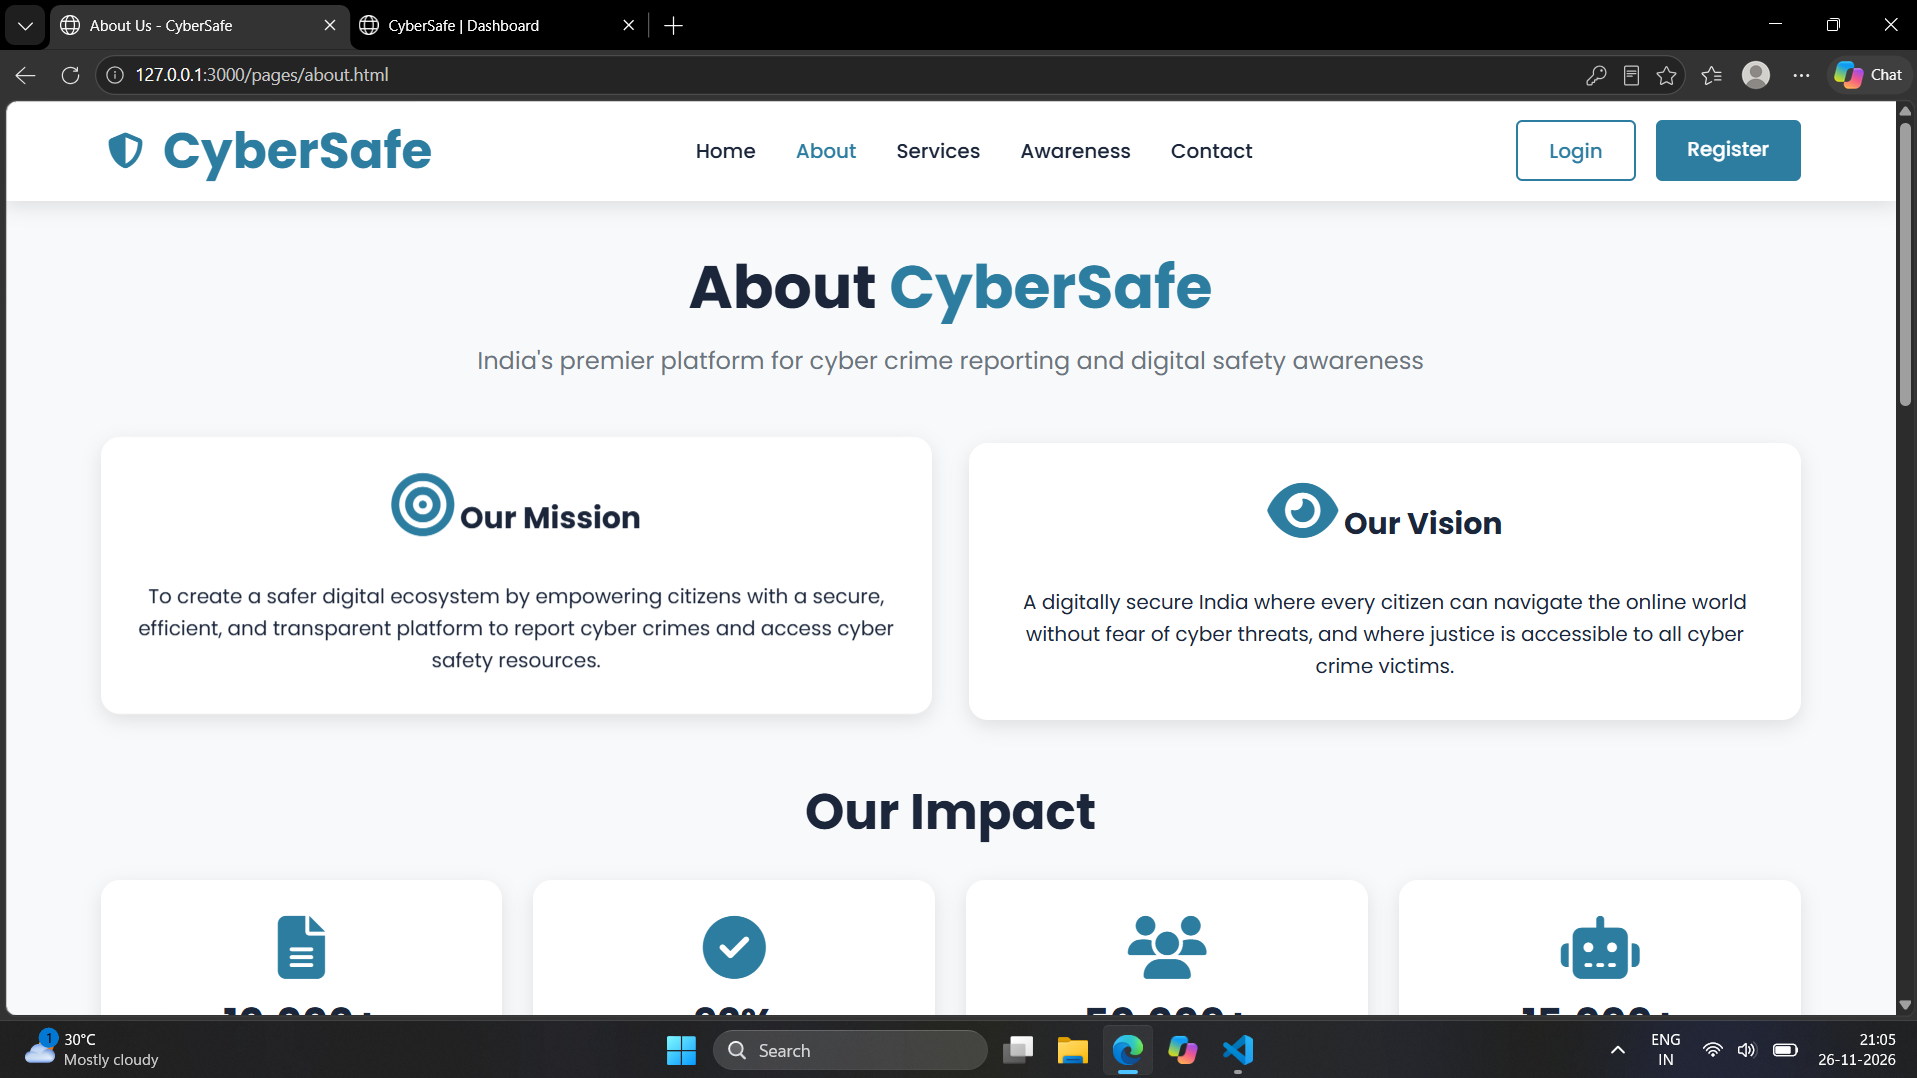 About Us - CyberSafe
CyberSafe | Dashboard
127.0.0.1:3000/pages/about.html
Chat
CyberSafe
Home
About
Services
Awareness
Contact
Login
Register
About CyberSafe
India's premier platform for cyber crime reporting and digital safety awareness
Our Mission
To create a safer digital ecosystem by empowering citizens with a secure,
efficient, and transparent platform to report cyber crimes and access cyber
safety resources.
Our Vision
A digitally secure India where every citizen can navigate the online world
without fear of cyber threats, and where justice is accessible to all cyber
crime victims.
Our Impact
1
30°C
Mostly cloudy
Search
ENG
IN
21:05
26-11-2026